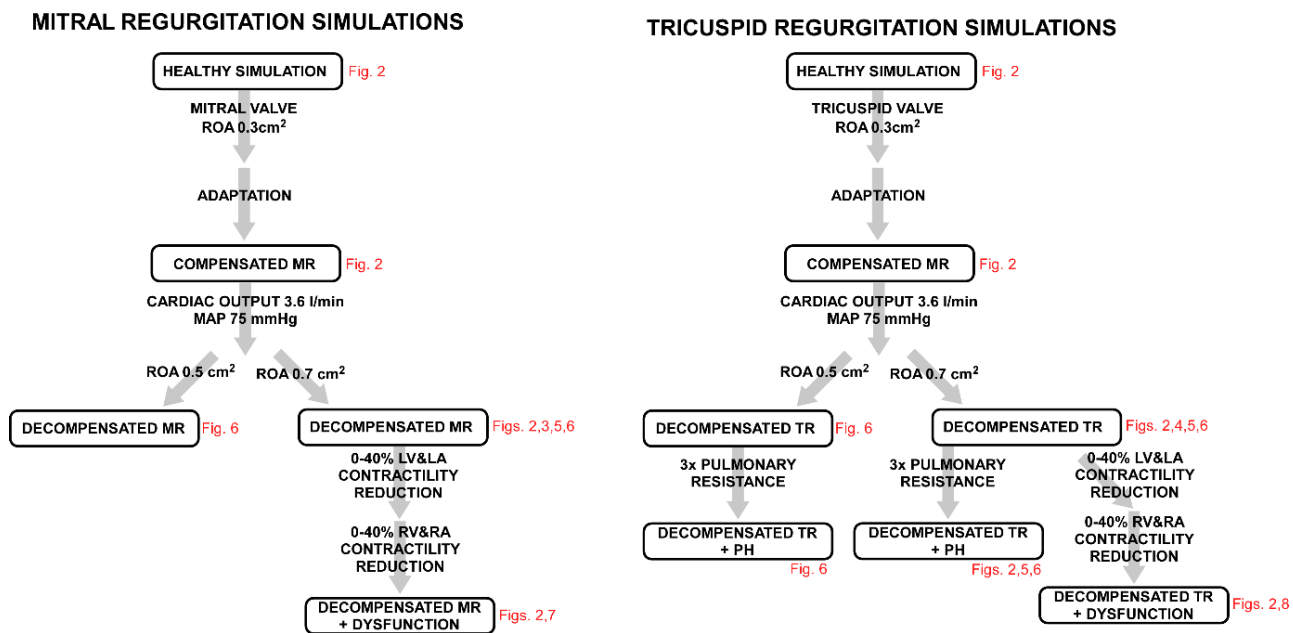 MITRAL REGURGITATION SIMULATIONS
HEALTHY SIMULATION
Fig. 2
MITRAL VALVE
ROA 0.3cm²
ADAPTATION
COMPENSATED MR
Fig. 2
CARDIAC OUTPUT 3.6 l/min
MAP 75 mmHg
ROA 0.5 cm²
ROA 0.7 cm²
DECOMPENSATED MR
Fig. 6
DECOMPENSATED MR
Figs. 2,3,5,6
0-40% LV&LA
CONTRACTILITY
REDUCTION
0-40% RV&RA
CONTRACTILITY
REDUCTION
DECOMPENSATED MR
+ DYSFUNCTION
Figs. 2,7
TRICUSPID REGURGITATION SIMULATIONS
HEALTHY SIMULATION
Fig. 2
TRICUSPID VALVE
ROA 0.3cm²
ADAPTATION
COMPENSATED MR
Fig. 2
CARDIAC OUTPUT 3.6 l/min
MAP 75 mmHg
ROA 0.5 cm²
ROA 0.7 cm²
DECOMPENSATED TR
Fig. 6
DECOMPENSATED TR
Figs. 2,4,5,6
3x PULMONARY
RESISTANCE
3x PULMONARY
RESISTANCE
0-40% LV&LA
CONTRACTILITY
REDUCTION
DECOMPENSATED TR
+ PH
Fig. 6
DECOMPENSATED TR
+ PH
Figs. 2,5,6
0-40% RV&RA
CONTRACTILITY
REDUCTION
DECOMPENSATED TR
+ DYSFUNCTION
Figs. 2,8